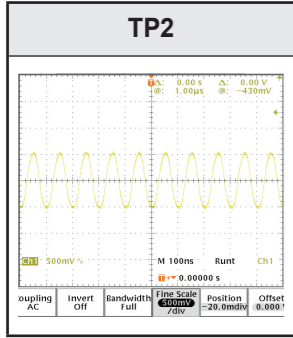 TP2
Δ: 0.00 s Δ: 0.00 V
@: 1.00µs @: -430mV
Ch1 500mV∿ M 100ns Runt Ch1
0.00000 s
oupling Invert Bandwidth Fine Scale Position Offset
AC Off Full 500mV -20.0mdiv 0.000
/div